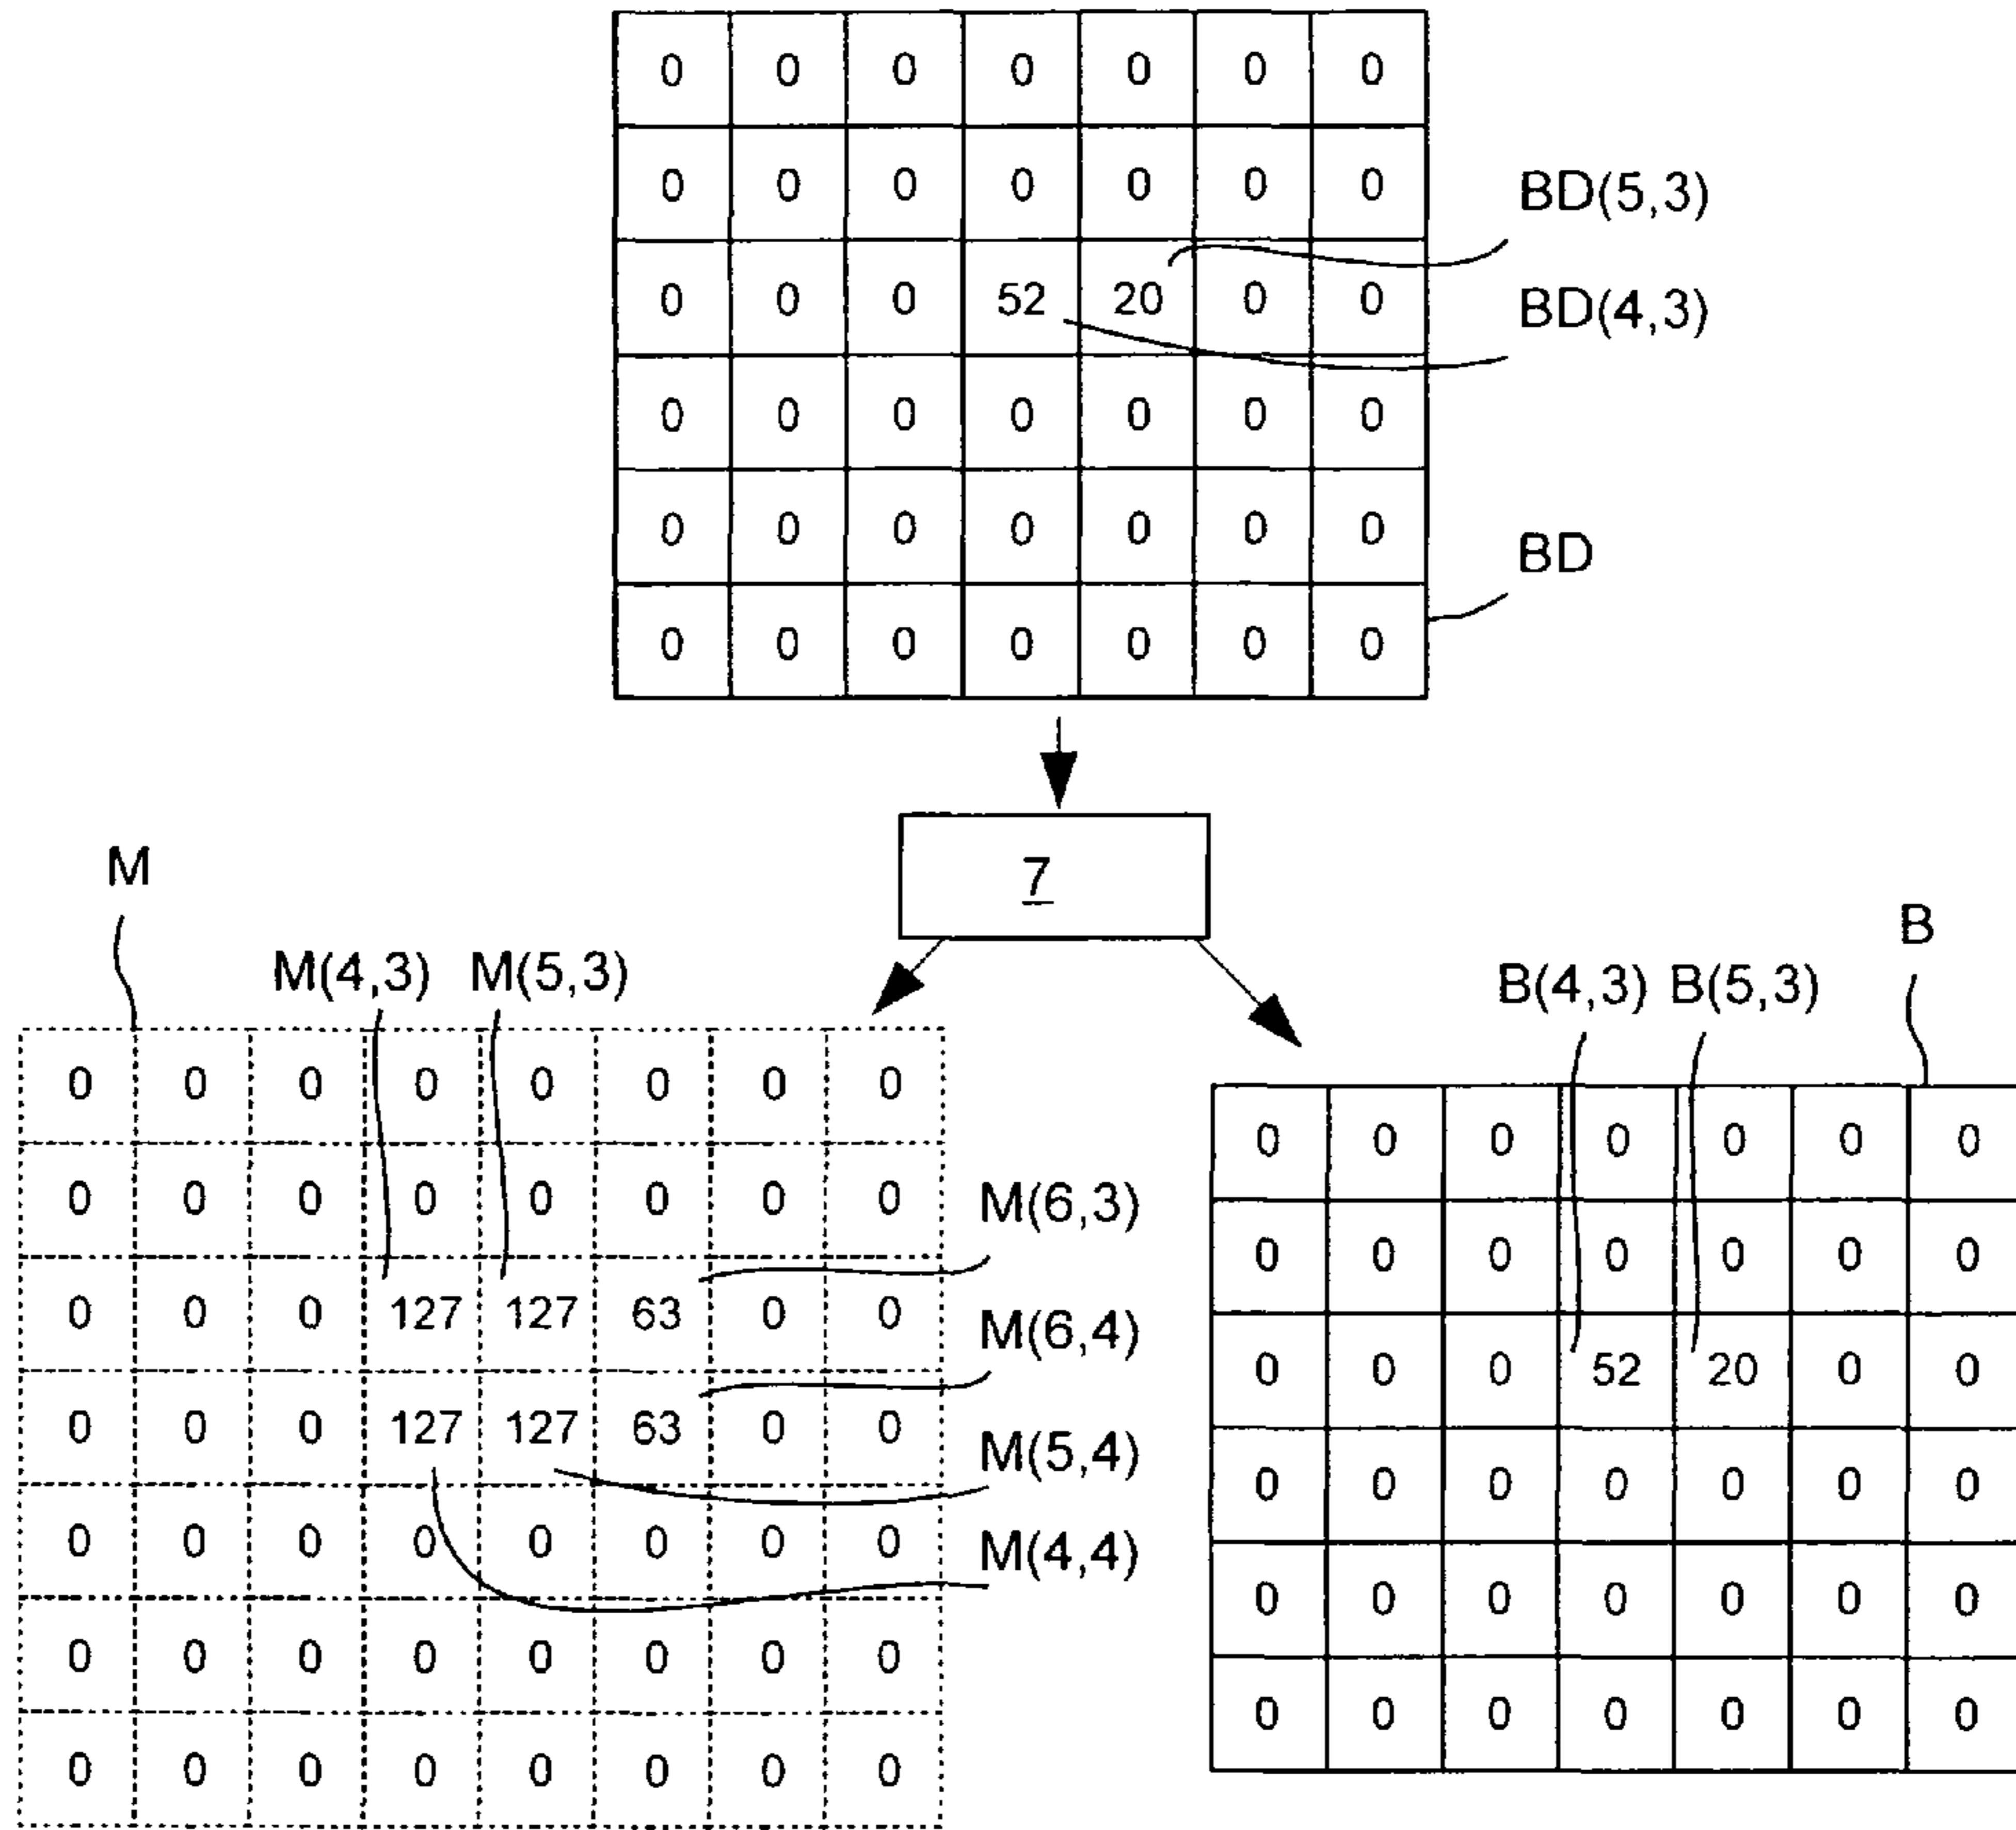 0 0 0 0 0 0 0
0 0 0 0 0 0 0
BD(5,3)
0 0 0 52 20 0 0
BD(4,3)
0 0 0 0 0 0 0
0 0 0 0 0 0 0
BD
0 0 0 0 0 0 0
7
M
M(4,3) M(5,3)
0 0 0 0 0 0 0 0
0 0 0 0 0 0 0 0
M(6,3)
0 0 0 127 127 63 0 0
M(6,4)
0 0 0 127 127 63 0 0
M(5,4)
0 0 0 0 0 0 0 0
M(4,4)
0 0 0 0 0 0 0 0
0 0 0 0 0 0 0 0
B
B(4,3) B(5,3)
0 0 0 0 0 0 0
0 0 0 0 0 0 0
0 0 0 52 20 0 0
0 0 0 0 0 0 0
0 0 0 0 0 0 0
0 0 0 0 0 0 0